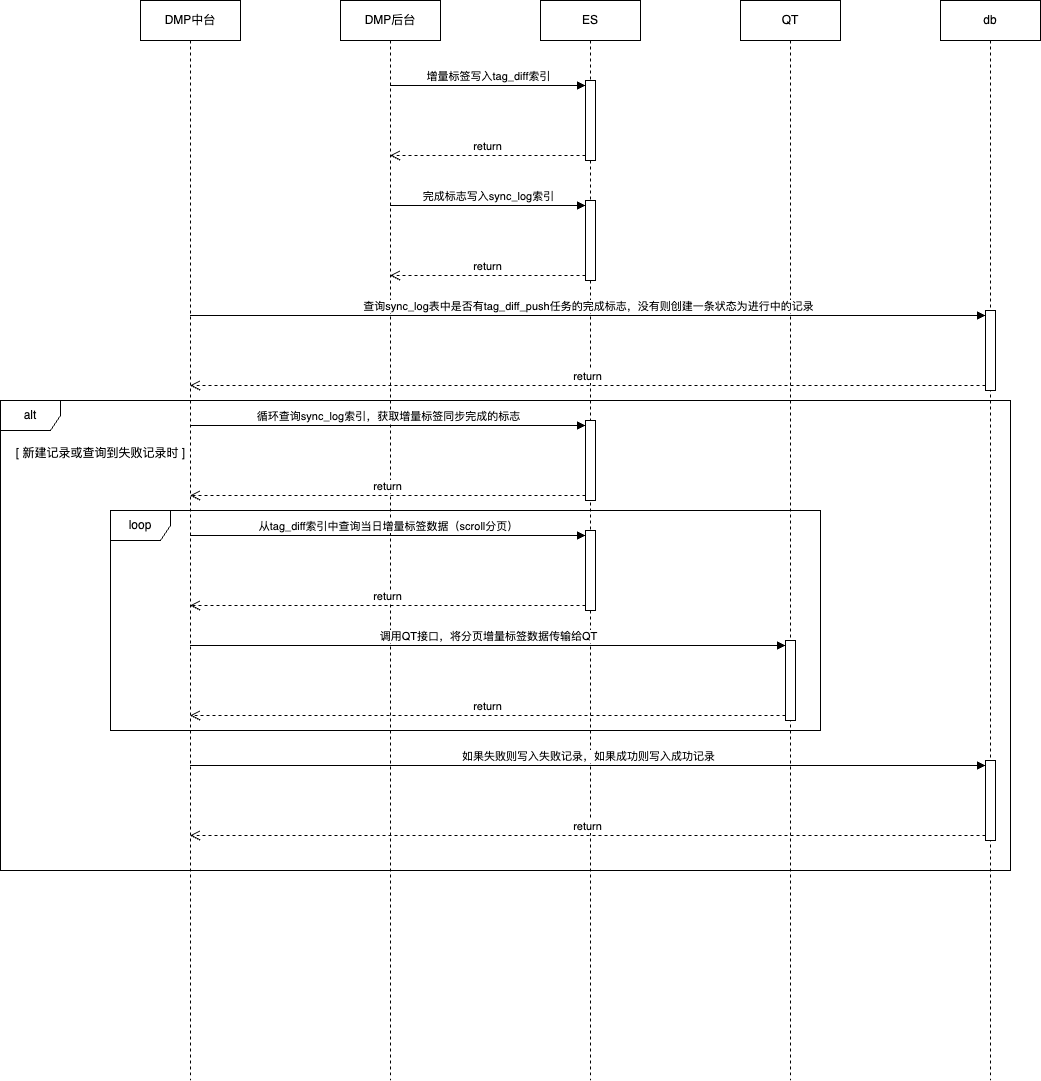 DMP中台
DMP后台
ES
QT
db
增量标签写入tag_diff索引
return
完成标志写入sync_log索引
return
查询sync_log表中是否有tag_diff_push任务的完成标志，没有则创建一条状态为进行中的记录
return
alt
循环查询sync_log索引，获取增量标签同步完成的标志
[ 新建记录或查询到失败记录时 ]
return
loop
从tag_diff索引中查询当日增量标签数据（scroll分页）
return
调用QT接口，将分页增量标签数据传输给QT
return
如果失败则写入失败记录，如果成功则写入成功记录
return